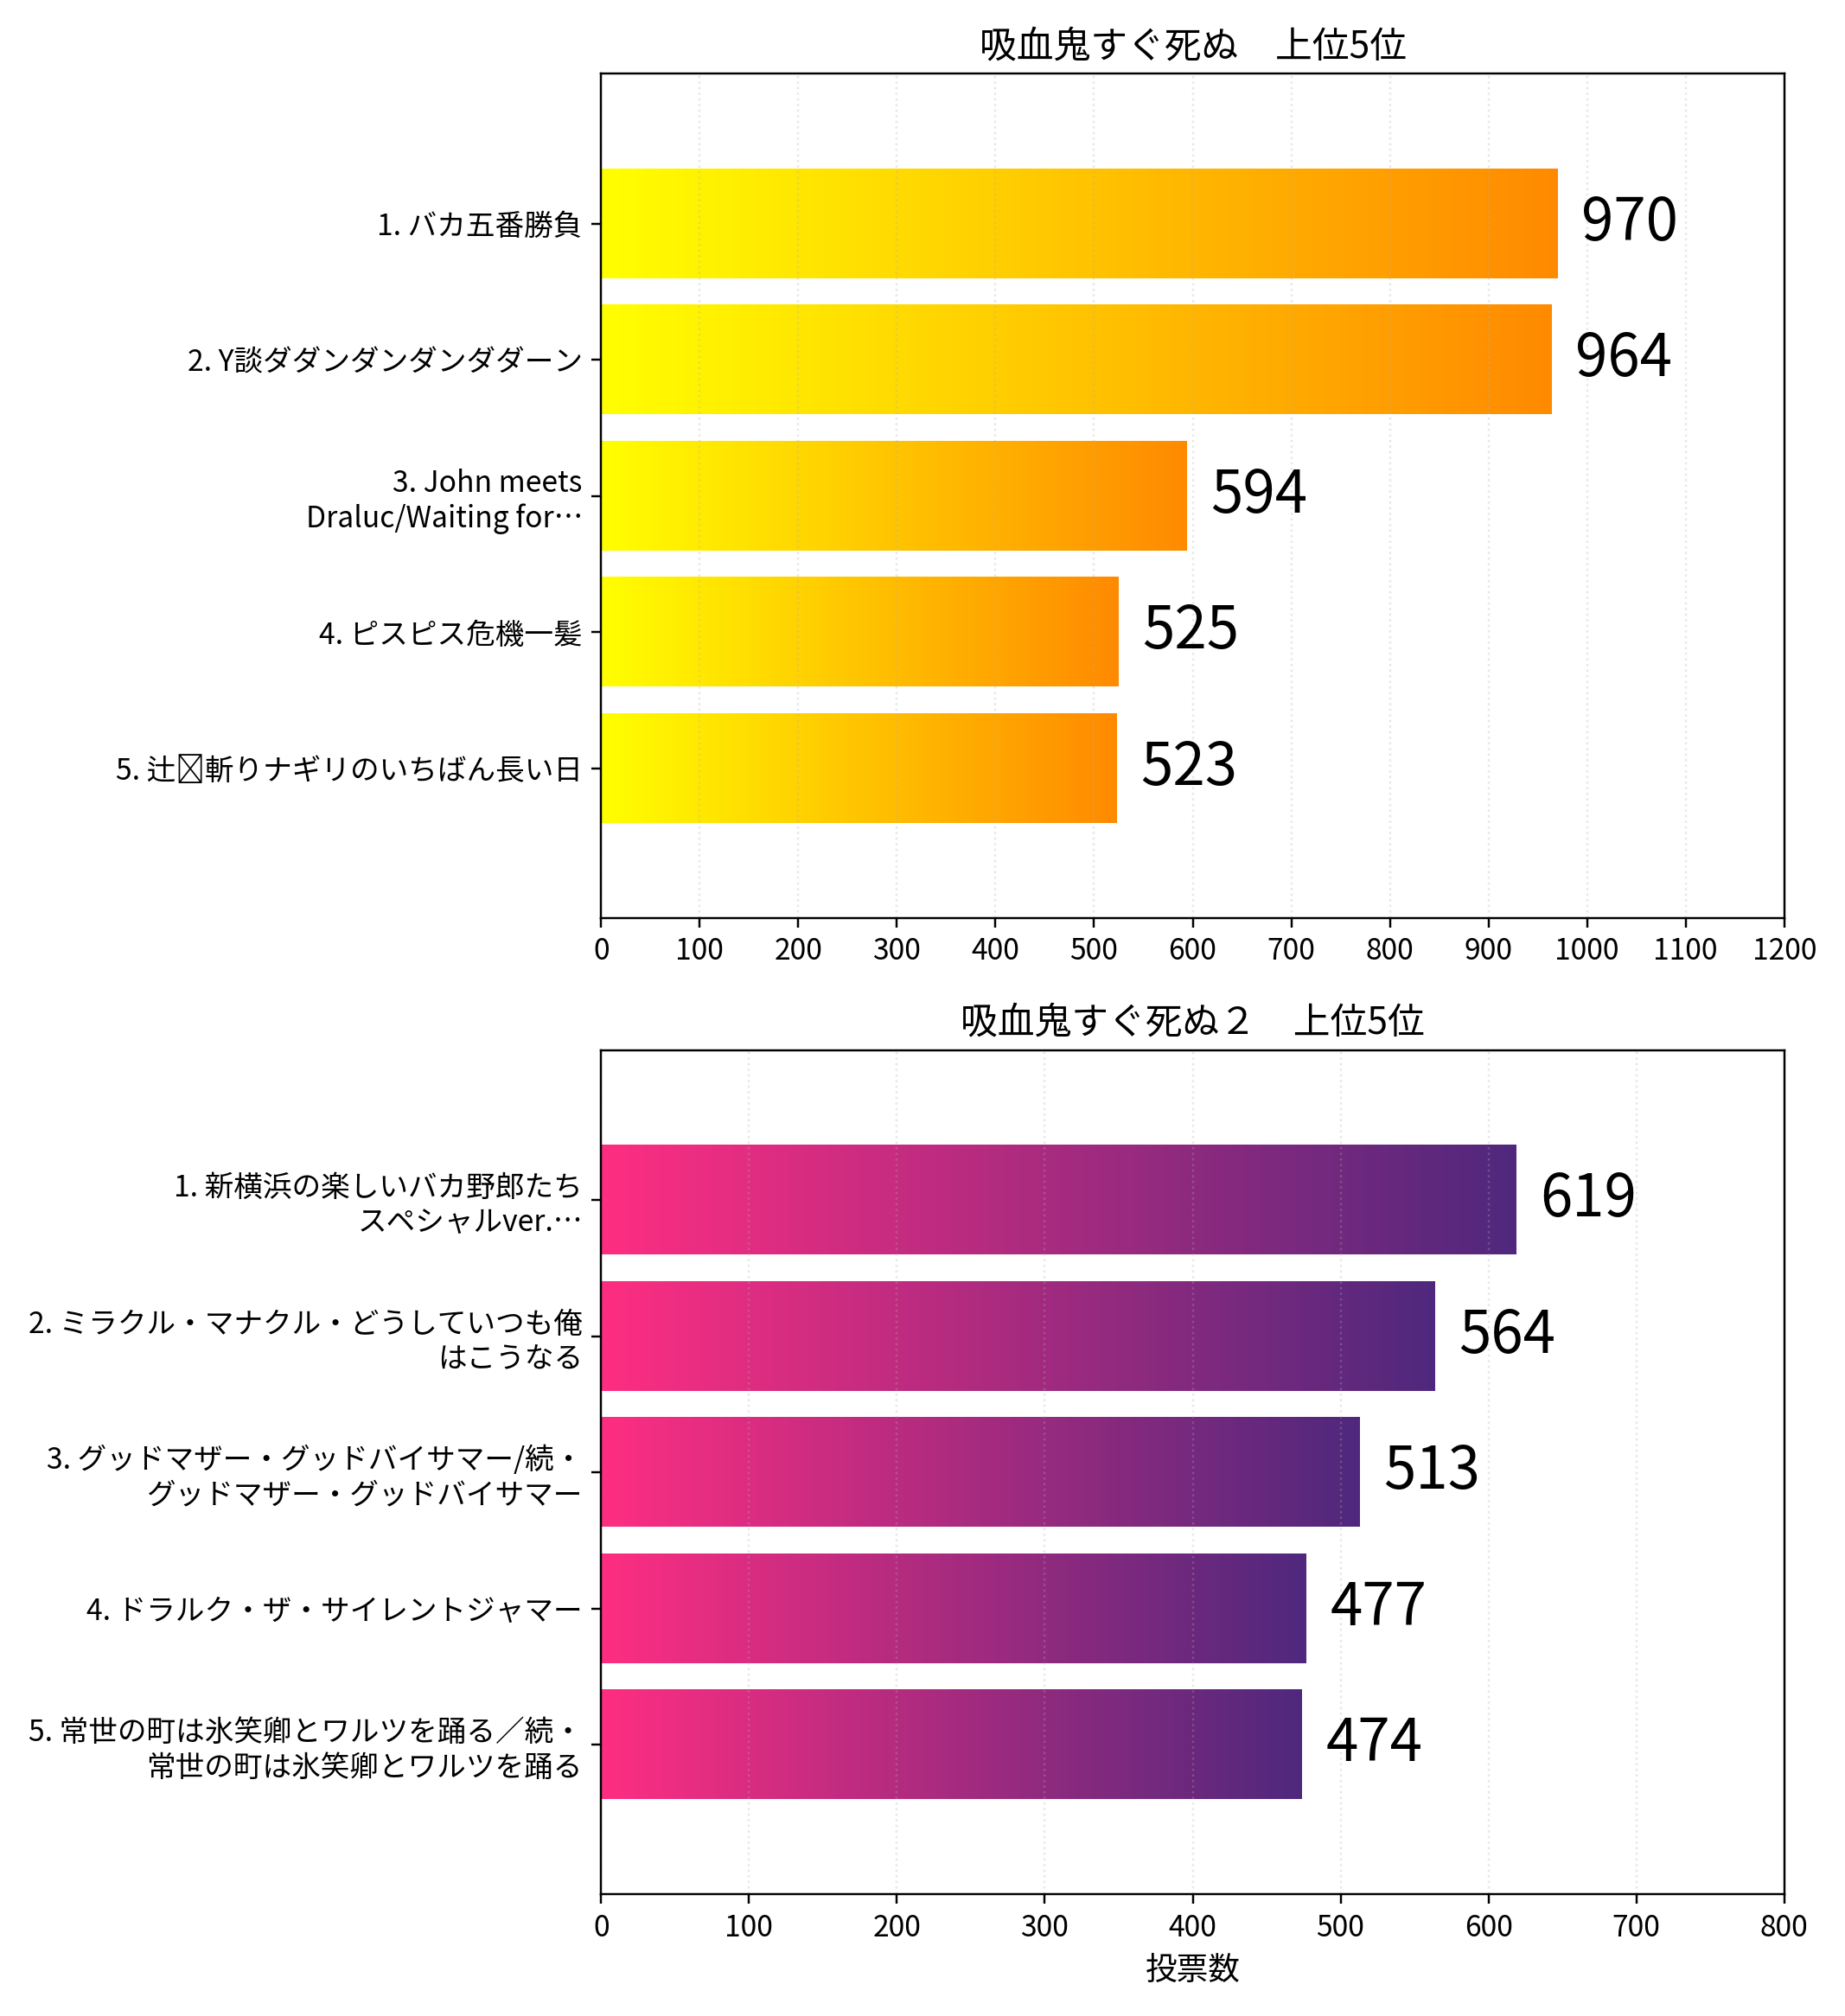 吸血鬼すぐ死ぬ　上位5位
1. バカ五番勝負
970
2. Y談ダダンダンダンダダーン
964
3. John meets
Draluc/Waiting for…
594
4. ピスピス危機一髪
525
5. 辻斬りナギリのいちばん長い日
523
0 100 200 300 400 500 600 700 800 900 1000 1100 1200
吸血鬼すぐ死ぬ２　上位5位
1. 新横浜の楽しいバカ野郎たち
スペシャルver.…
619
2. ミラクル・マナクル・どうしていつも俺
はこうなる
564
3. グッドマザー・グッドバイサマー/続・
グッドマザー・グッドバイサマー
513
4. ドラルク・ザ・サイレントジャマー
477
5. 常世の町は氷笑卿とワルツを踊る／続・
常世の町は氷笑卿とワルツを踊る
474
0 100 200 300 400 500 600 700 800
投票数